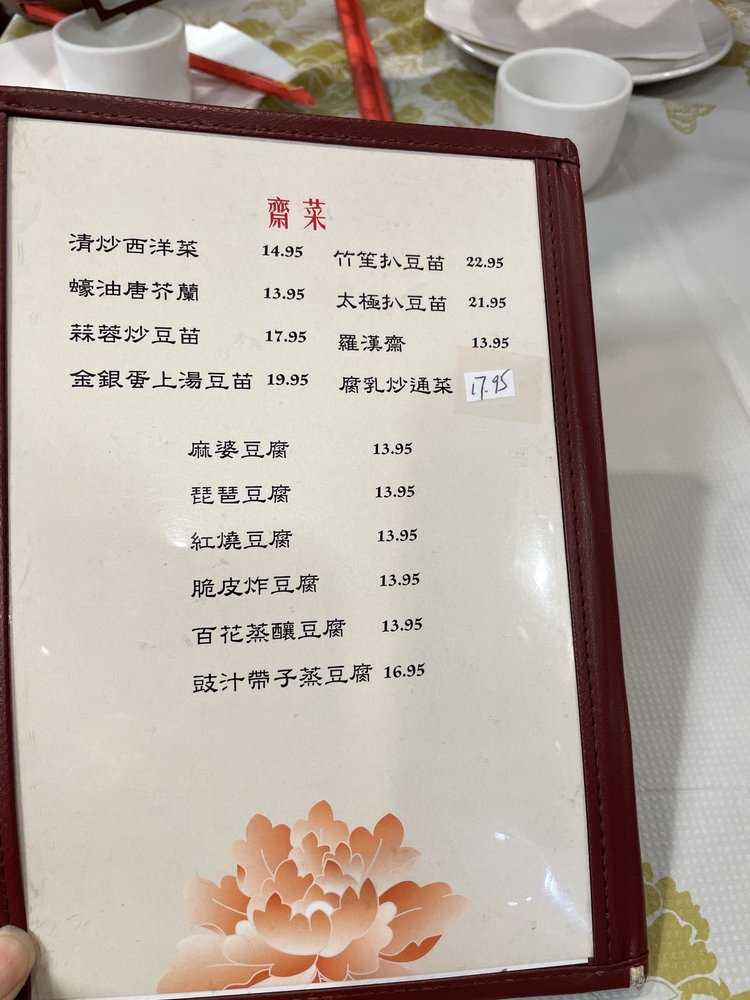 齋菜
清炒西洋菜 14.95
蠔油唐芥蘭 13.95
蒜蓉炒豆苗 17.95
金銀蛋上湯豆苗 19.95
竹笙扒豆苗 22.95
太極扒豆苗 21.95
羅漢齋 13.95
腐乳炒通菜 17.95
麻婆豆腐 13.95
琵琶豆腐 13.95
紅燒豆腐 13.95
脆皮炸豆腐 13.95
百花蒸釀豆腐 13.95
豉汁帶子蒸豆腐 16.95